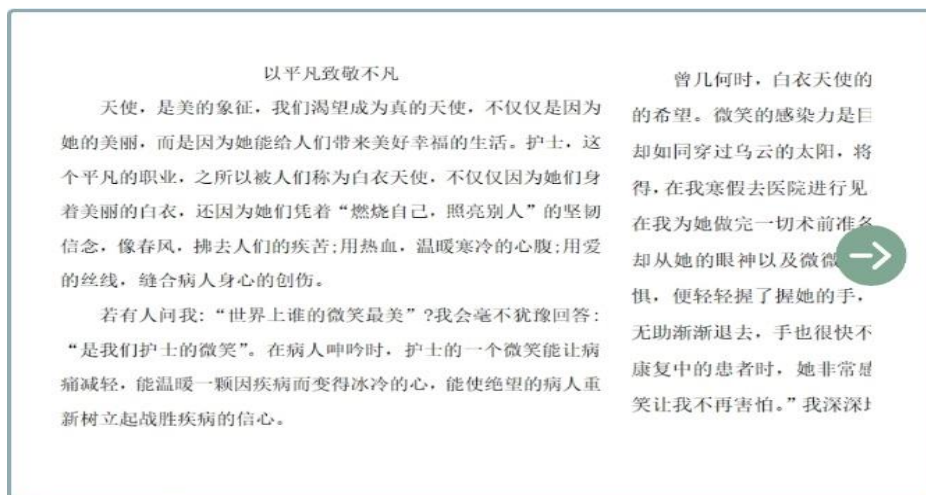 以平凡致敬不凡
天使，是美的象征，我们渴望成为真的天使，不仅仅是因为
她的美丽，而是因为她能给人们带来美好幸福的生活。护士，这
个平凡的职业，之所以被人们称为白衣天使，不仅仅因为她们身
着美丽的白衣，还因为她们凭着“燃烧自己，照亮别人”的坚韧
信念，像春风，拂去人们的疾苦;用热血，温暖寒冷的心腹;用爱
的丝线，缝合病人身心的创伤。
若有人问我:“世界上谁的微笑最美”?我会毫不犹豫回答:
“是我们护士的微笑”。在病人呻吟时，护士的一个微笑能让病
痛减轻，能温暖一颗因疾病而变得冰冷的心，能使绝望的病人重
新树立起战胜疾病的信心。
曾几何时，白衣天使的
的希望。微笑的感染力是
却如同穿过乌云的太阳，将
得,在我寒假去医院进行见
在我为她做完一切术前准
却从她的眼神以及微微
惧，便轻轻握了握她的手，
无助渐渐退去，手也很快不
康复中的患者时，她非常感
笑让我不再害怕。”我深深